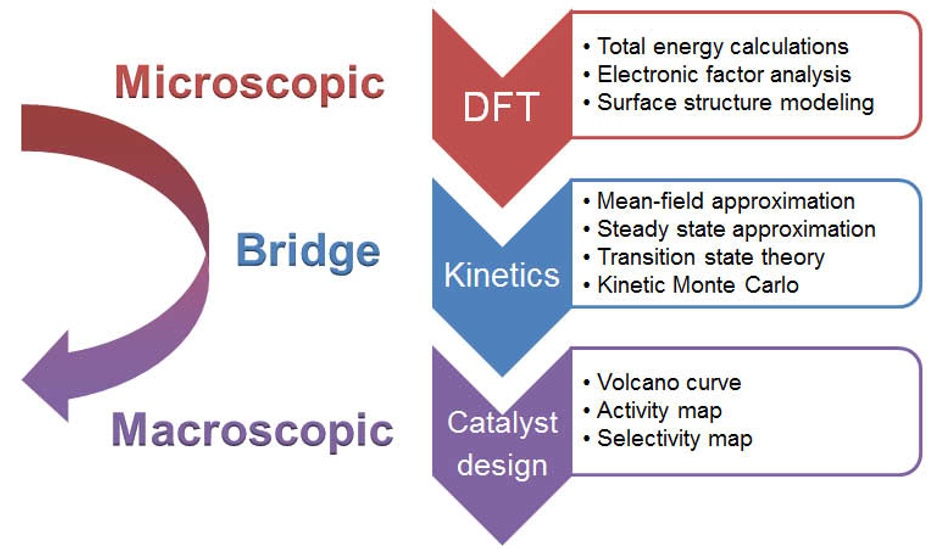 Microscopic
DFT
• Total energy calculations
• Electronic factor analysis
• Surface structure modeling
Bridge
Kinetics
• Mean-field approximation
• Steady state approximation
• Transition state theory
• Kinetic Monte Carlo
Macroscopic
Catalyst
design
• Volcano curve
• Activity map
• Selectivity map